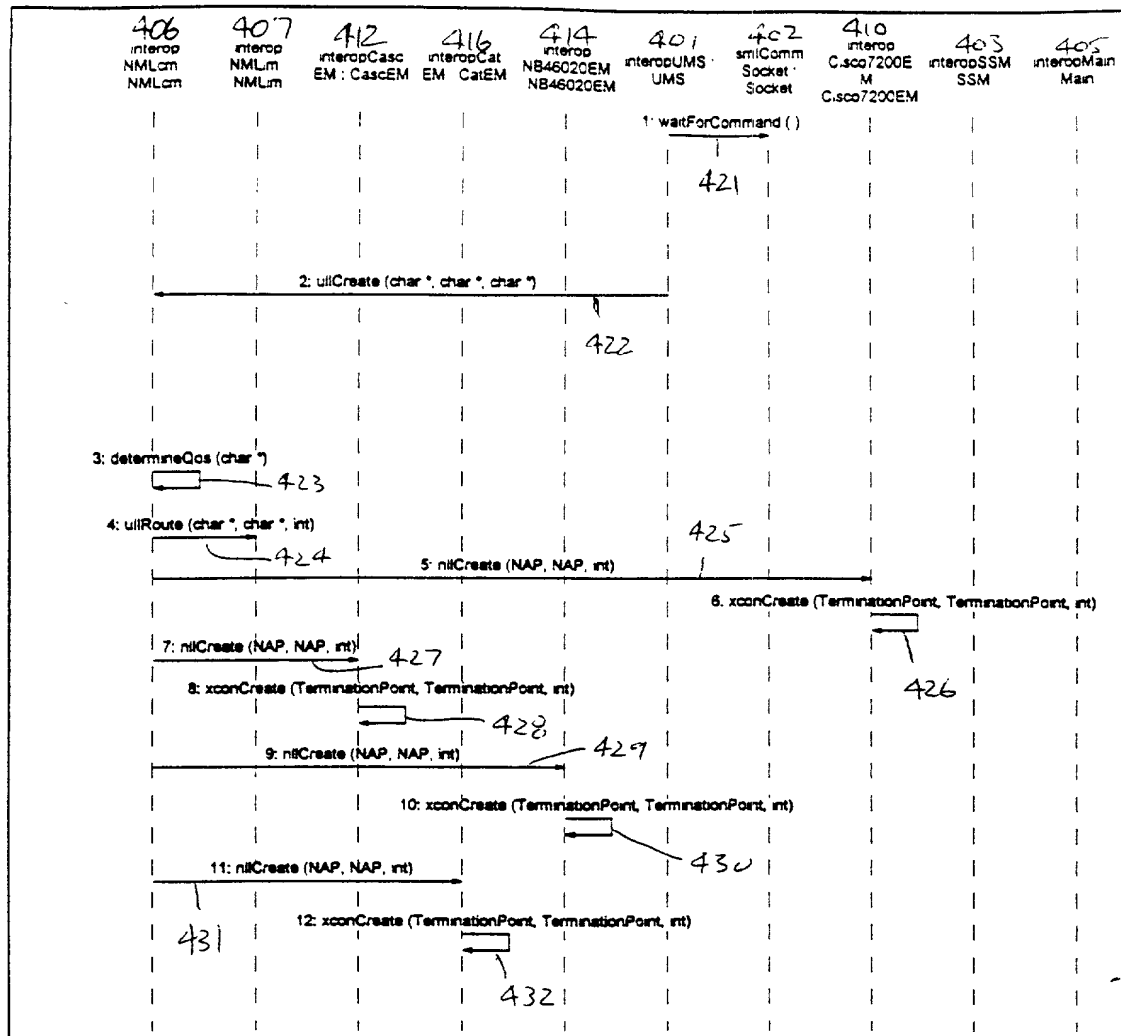 406 407 412 416 414 401 402 410 403 405
interop NMLcm NMLcm
interop NMLrm NMLrm
interopCasc EM : CascEM
interopCat EM : CatEM
interop NB46020EM NB46020EM
interopUMS : UMS
smlComm Socket : Socket
interop Cisco7200E M Cisco7200EM
interopSSM SSM
interopMain Main
1: waitForCommand ( )
421
2: ullCreate (char *, char *, char *)
422
3: determineQos (char *)
423
4: ullRoute (char *, char *, int)
424
425
5: nllCreate (NAP, NAP, int)
6. xconCreate (TerminationPoint, TerminationPoint, int)
426
7: nllCreate (NAP, NAP, int)
427
8: xconCreate (TerminationPoint, TerminationPoint, int)
428
429
9: nllCreate (NAP, NAP, int)
10: xconCreate (TerminationPoint, TerminationPoint, int)
430
11: nllCreate (NAP, NAP, int)
431
12: xconCreate (TerminationPoint, TerminationPoint, int)
432